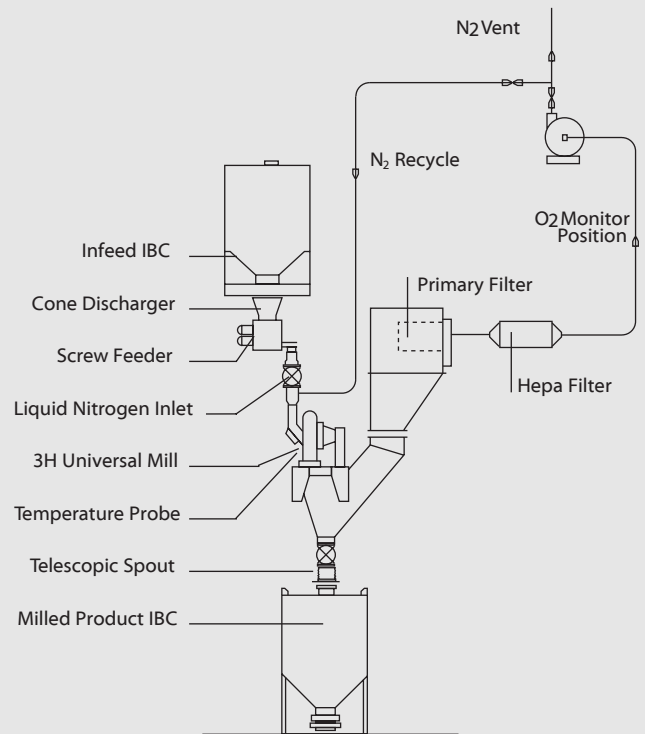 N2 Vent
N₂ Recycle
O2 Monitor
Position
Infeed IBC
Primary Filter
Cone Discharger
Screw Feeder
Hepa Filter
Liquid Nitrogen Inlet
3H Universal Mill
Temperature Probe
Telescopic Spout
Milled Product IBC